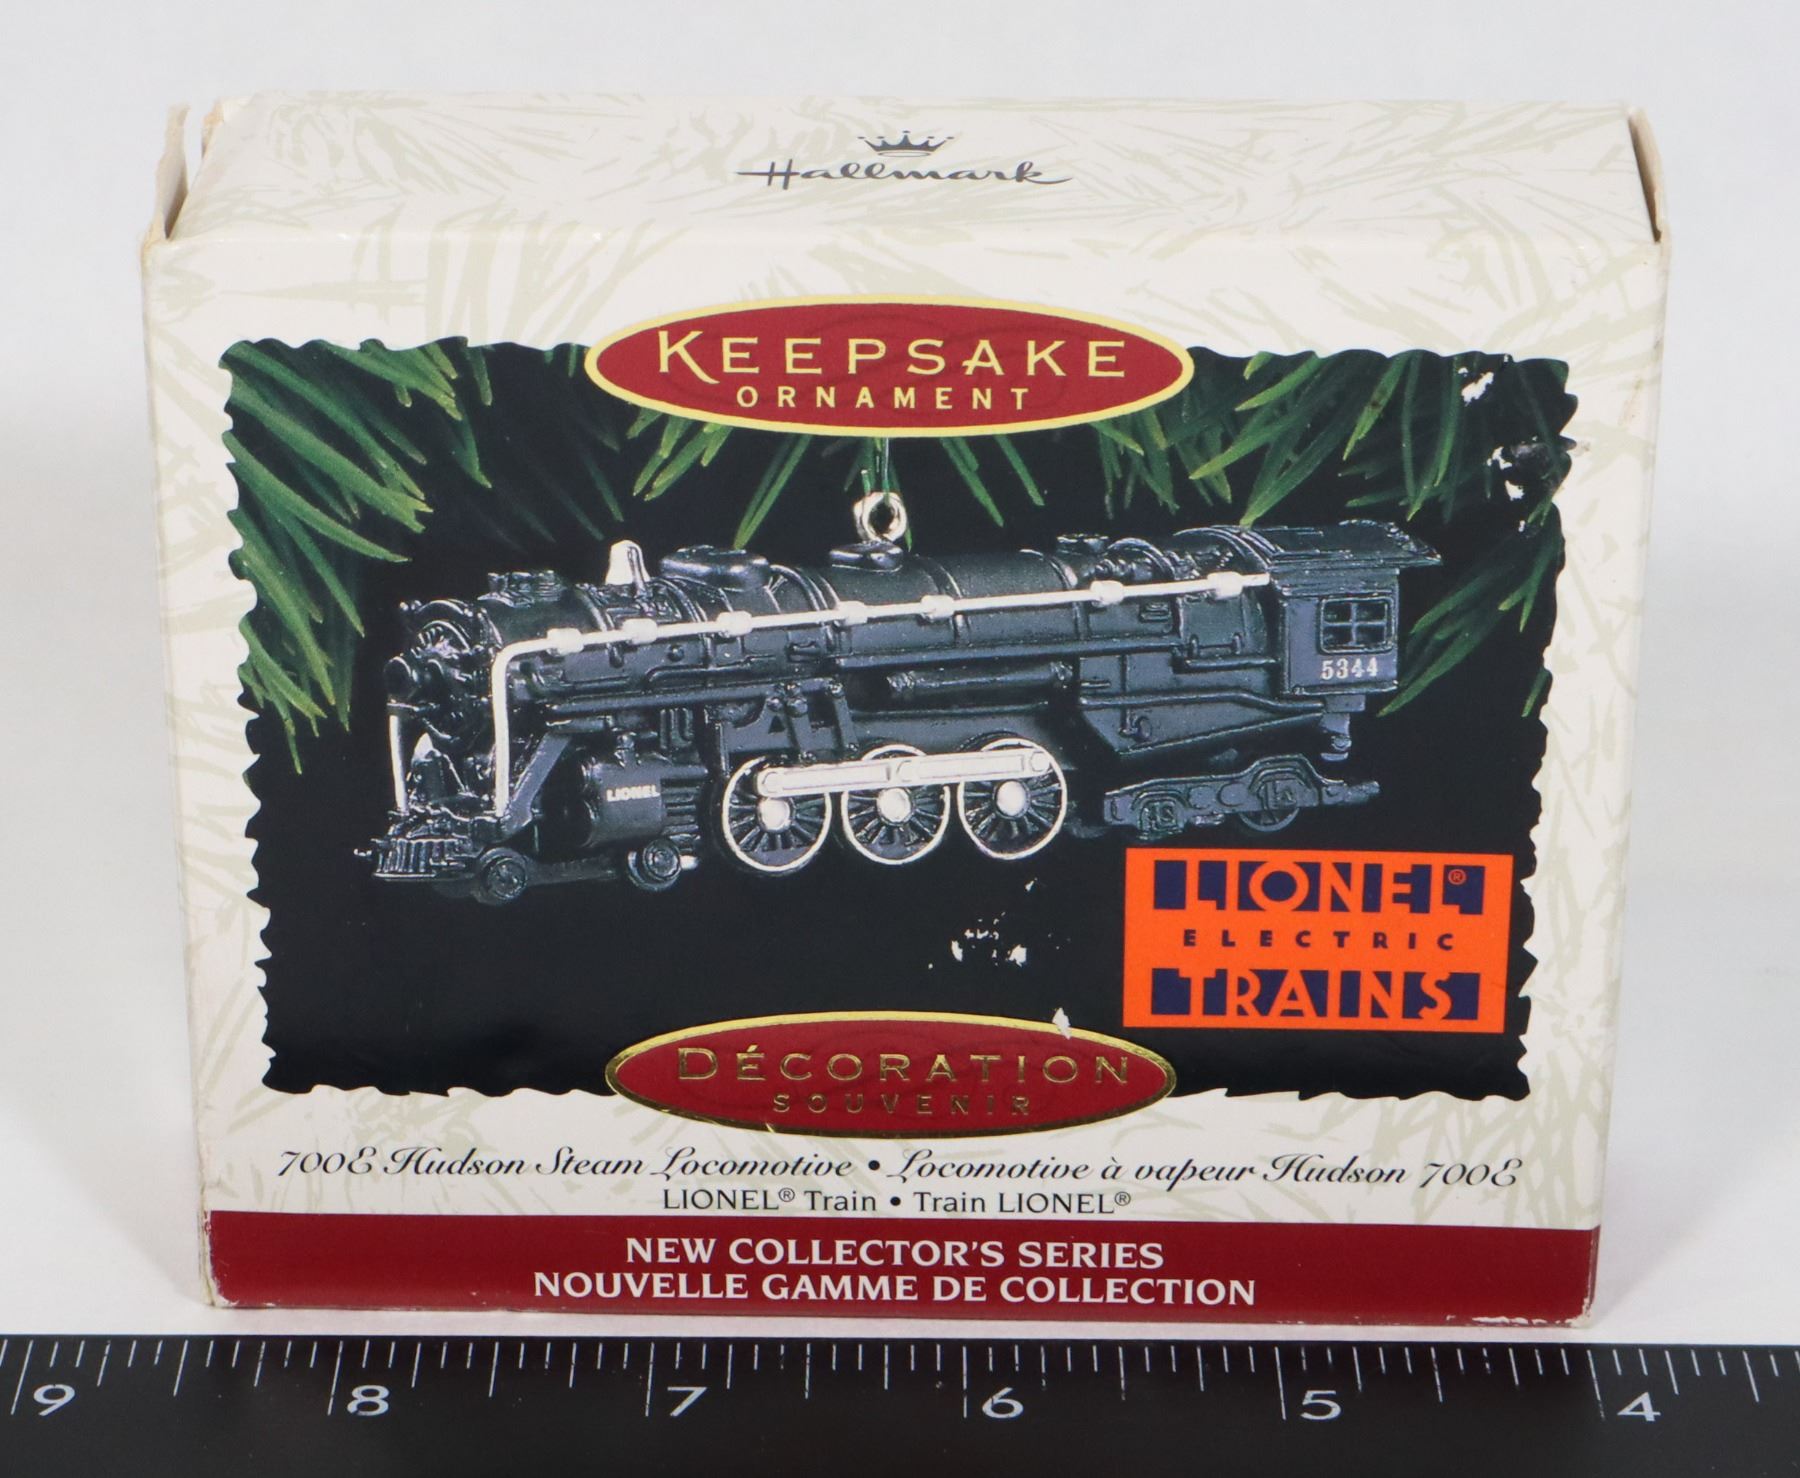 Hallmark
KEEPSAKE
ORNAMENT
5344
LIONEL
LIONEL®
ELECTRIC
TRAINS
DÉCORATION
SOUVENIR
700E Hudson Steam Locomotive • Locomotive à vapeur Hudson 700E
LIONEL® Train • Train LIONEL®
NEW COLLECTOR'S SERIES
NOUVELLE GAMME DE COLLECTION
9 8 7 6 5 4